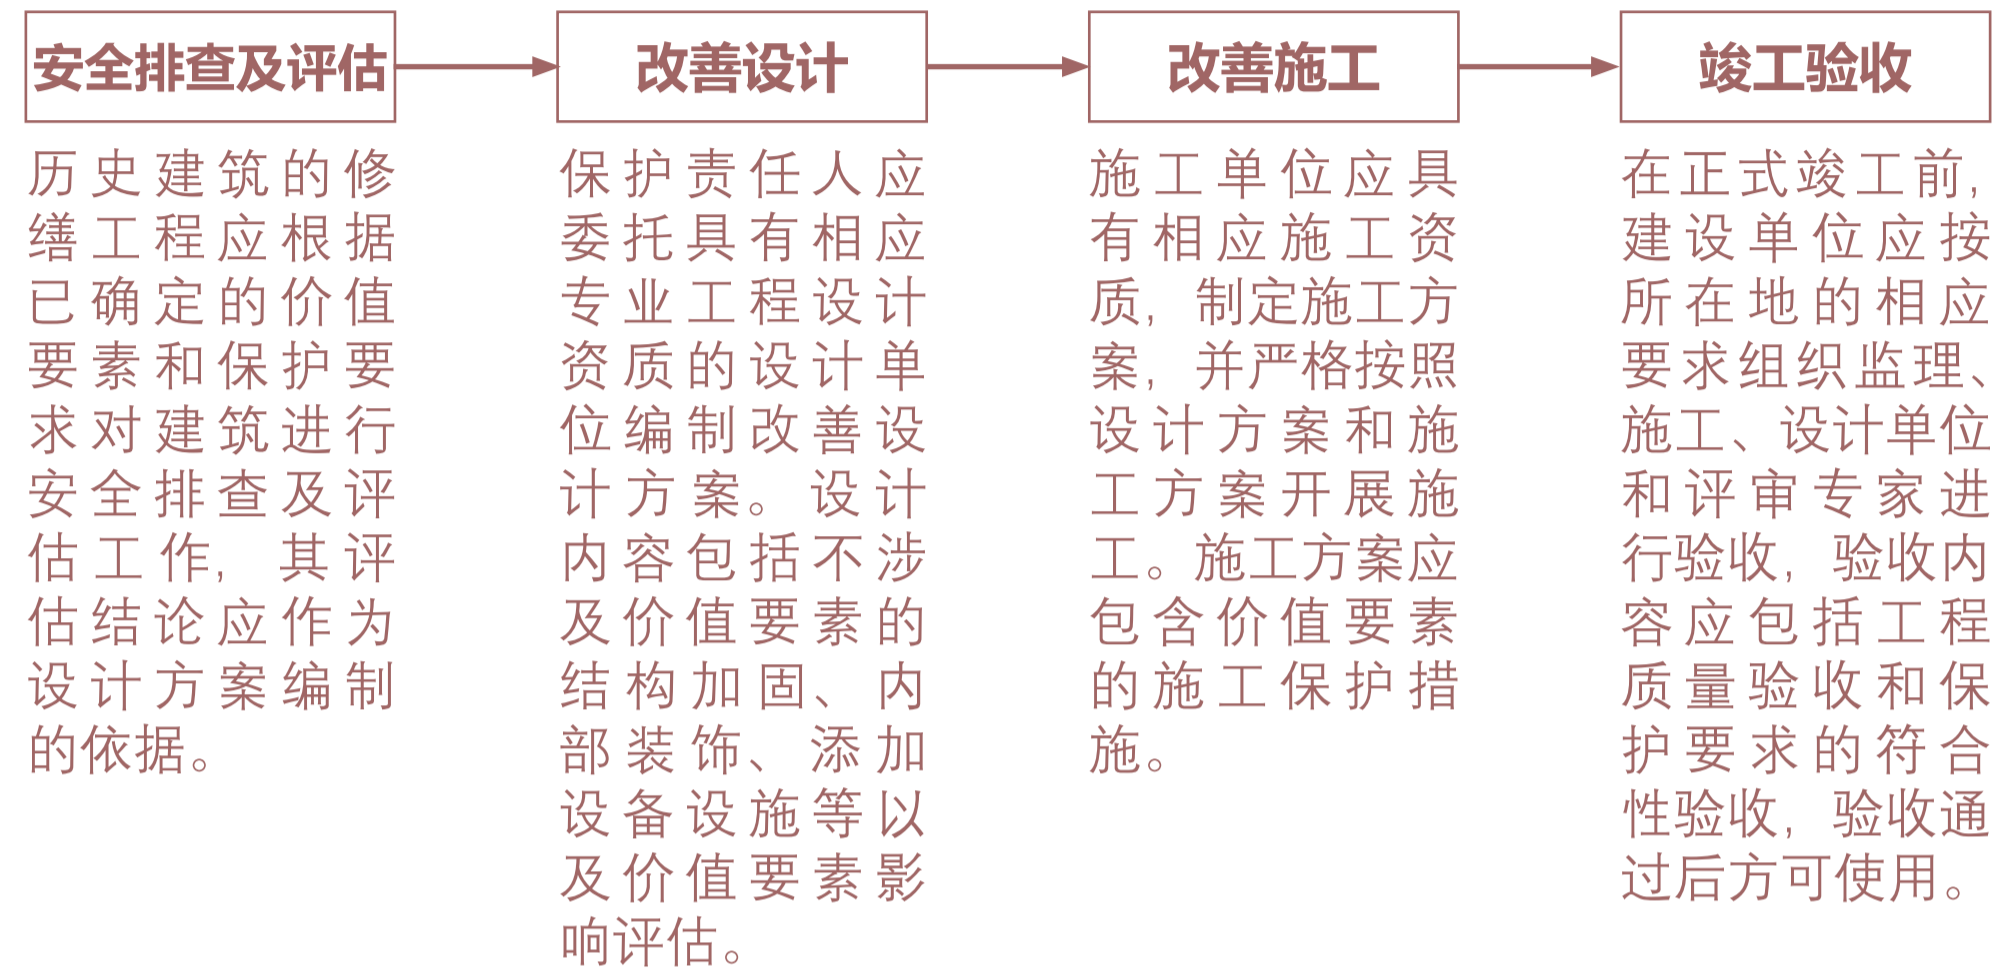 安全排查及评估
历史建筑的修
缮工程应根据
已确定的价值
要素和保护要
求对建筑进行
安全排查及评
估工作，其评
估结论应作为
设计方案编制
的依据。
改善设计
保护责任人应
委托具有相应
专业工程设计
资质的设计单
位编制改善设
计方案。设计
内容包括不涉
及价值要素的
结构加固、内
部装饰、添加
设备设施等以
及价值要素影
响评估。
改善施工
施工单位应具
有相应施工资
质，制定施工方
案，并严格按照
设计方案和施
工方案开展施
工。施工方案应
包含价值要素
的施工保护措
施。
竣工验收
在正式竣工前，
建设单位应按
所在地的相应
要求组织监理、
施工、设计单位
和评审专家进
行验收，验收内
容应包括工程
质量验收和保
护要求的符合
性验收，验收通
过后方可使用。